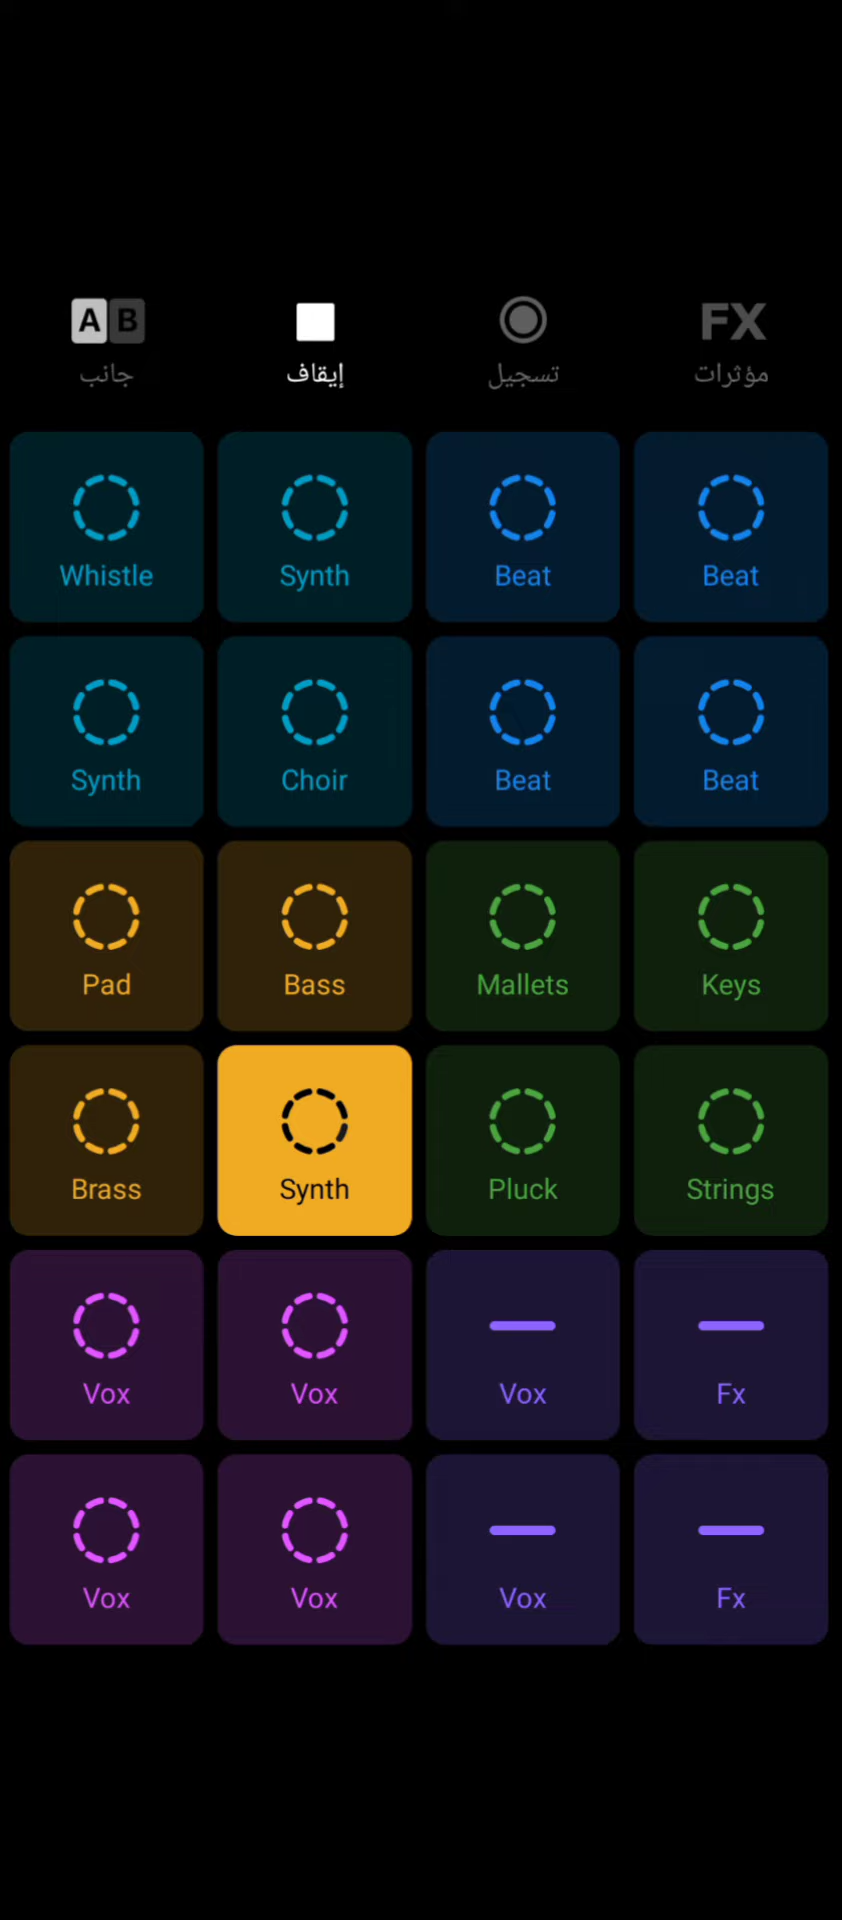 A B
FX
جانب
إيقاف
تسجيل
مؤثرات
Whistle
Synth
Beat
Beat
Synth
Choir
Beat
Beat
Pad
Bass
Mallets
Keys
Brass
Synth
Pluck
Strings
Vox
Vox
Vox
Fx
Vox
Vox
Vox
Fx